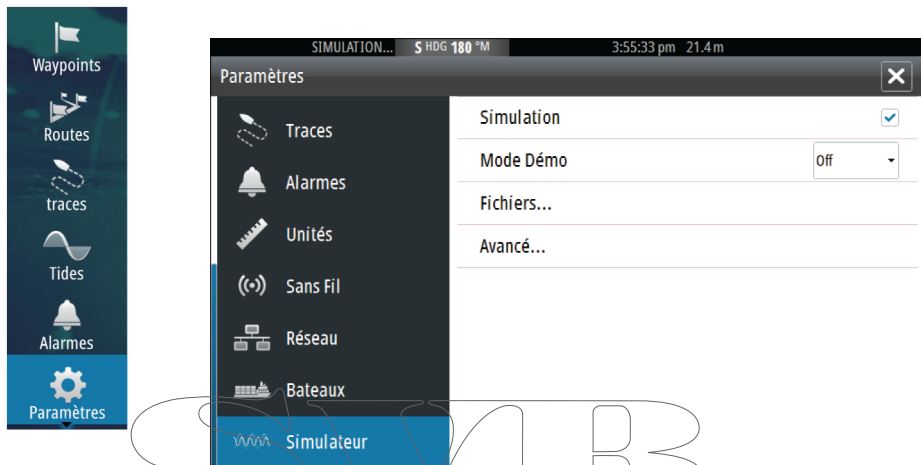 Waypoints
Routes
traces
Tides
Alarmes
Paramètres
SIMULATION... S HDG 180 °M 3:55:33 pm 21.4 m
Paramètres
Traces
Alarmes
Unités
Sans Fil
Réseau
Bateaux
Simulateur
Simulation
Mode Démo Off
Fichiers...
Avancé...